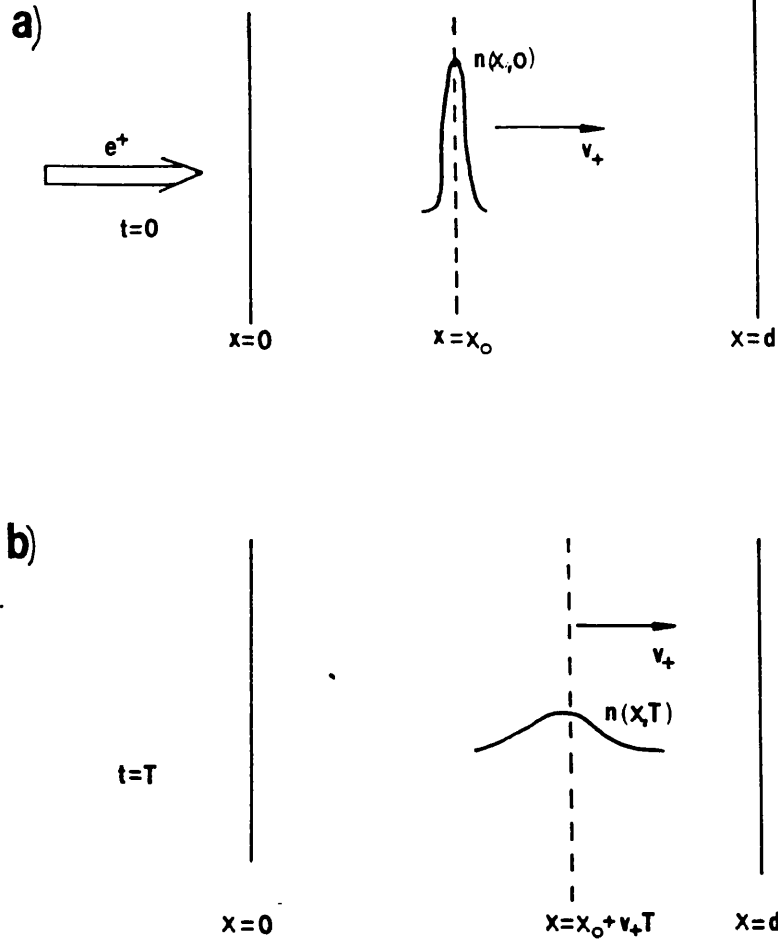 a)
n(x,0)
e⁺
v₊
t=0
x=0
x=x₀
x=d
b)
v₊
n(x,T)
t=T
x=0
x=x₀+v₊T
x=d